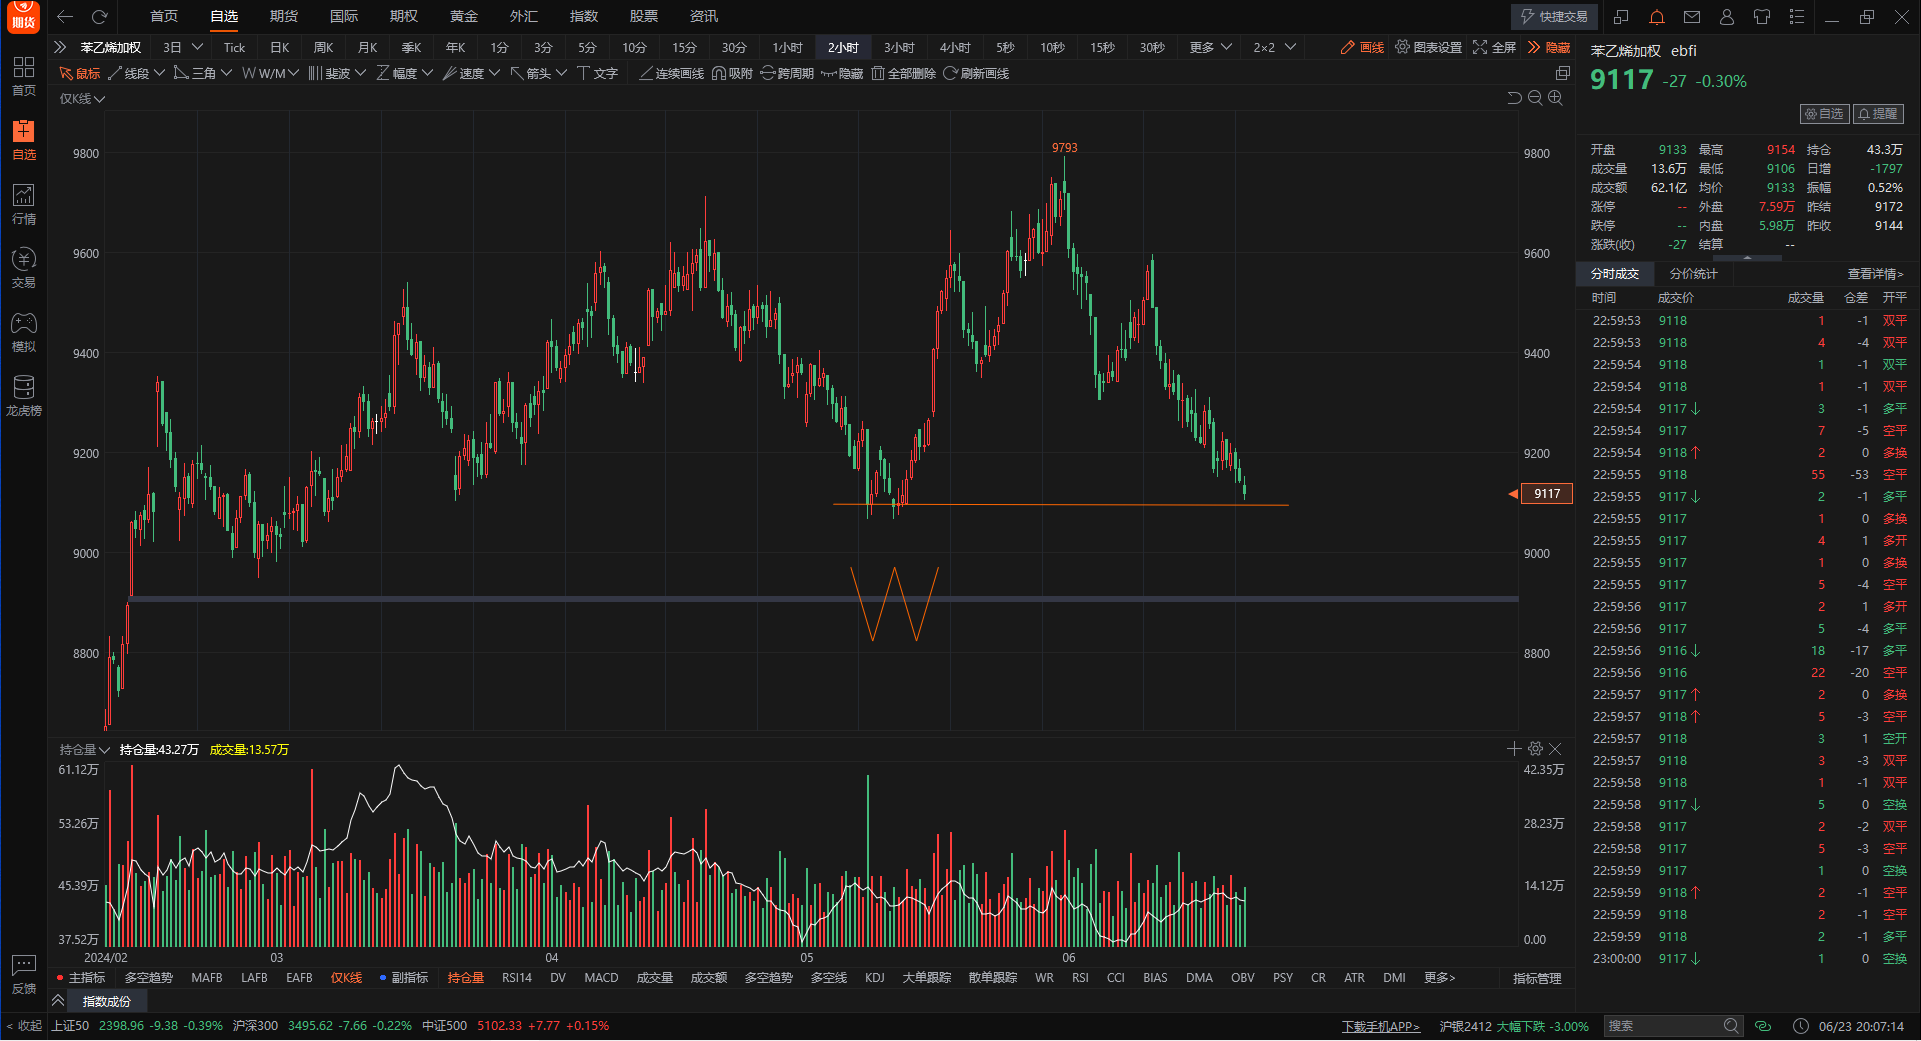 期货
首页 自选 期货 国际 期权 黄金 外汇 指数 股票 资讯
快捷交易
苯乙烯加权 3日 Tick 日K 周K 月K 季K 年K 1分 3分 5分 10分 15分 30分 1小时 2小时 3小时 4小时 5秒 10秒 15秒 30秒 更多 2×2 画线 图表设置 全屏 隐藏
鼠标 线段 三角 W/M 斐波 幅度 速度 箭头 文字 连续画线 吸附 跨周期 隐藏 全部删除 刷新画线
首页
自选
行情
交易
模拟
龙虎榜
反馈
< 收起
仅K线
9793
9800 9800
9600 9600
9400 9400
9200 9200
9117
9000 9000
8800 8800
持仓量 持仓量:43.27万 成交量:13.57万
61.12万 42.35万
53.26万 28.23万
45.39万 14.12万
37.52万 0.00
2024/02 03 04 05 06
主指标 多空趋势 MAFB LAFB EAFB 仅K线 副指标 持仓量 RSI14 DV MACD 成交量 成交额 多空趋势 多空线 KDJ 大单跟踪 散单跟踪 WR RSI CCI BIAS DMA OBV PSY CR ATR DMI 更多> 指标管理
指数成份
上证50 2398.96 -9.38 -0.39% 沪深300 3495.62 -7.66 -0.22% 中证500 5102.33 +7.77 +0.15%
下载手机APP> 沪银2412 大幅下跌 -3.00% 搜索 06/23 20:07:14
苯乙烯加权 ebfi
9117 -27 -0.30%
自选 提醒
开盘 9133 最高 9154 持仓 43.3万
成交量 13.6万 最低 9106 日增 -1797
成交额 62.1亿 均价 9133 振幅 0.52%
涨停 -- 外盘 7.59万 昨结 9172
跌停 -- 内盘 5.98万 昨收 9144
涨跌(收) -27 结算 --
分时成交 分价统计 查看详情>
时间 成交价 成交量 仓差 开平
22:59:53 9118 1 -1 双平
22:59:53 9118 4 -4 双平
22:59:54 9118 1 -1 双平
22:59:54 9118 1 -1 双平
22:59:54 9117↓ 3 -1 多平
22:59:54 9117 7 -5 空平
22:59:54 9118↑ 2 0 多换
22:59:55 9118 55 -53 空平
22:59:55 9117↓ 2 -1 多平
22:59:55 9117 1 0 多换
22:59:55 9117 4 1 多开
22:59:55 9117 1 0 多换
22:59:55 9117 5 -4 空平
22:59:56 9117 2 1 多开
22:59:56 9117 5 -4 多平
22:59:56 9116↓ 18 -17 多平
22:59:56 9116 22 -20 空平
22:59:57 9117↑ 2 0 多换
22:59:57 9118↑ 5 -3 空平
22:59:57 9118 3 1 空开
22:59:57 9118 3 -3 双平
22:59:58 9118 1 -1 双平
22:59:58 9117↓ 5 0 空换
22:59:58 9117 2 -2 双平
22:59:58 9117 5 -3 空平
22:59:59 9117 1 0 空换
22:59:59 9118↑ 2 -1 空平
22:59:59 9118 2 -1 空平
22:59:59 9118 2 -1 多平
23:00:00 9117↓ 1 0 空换